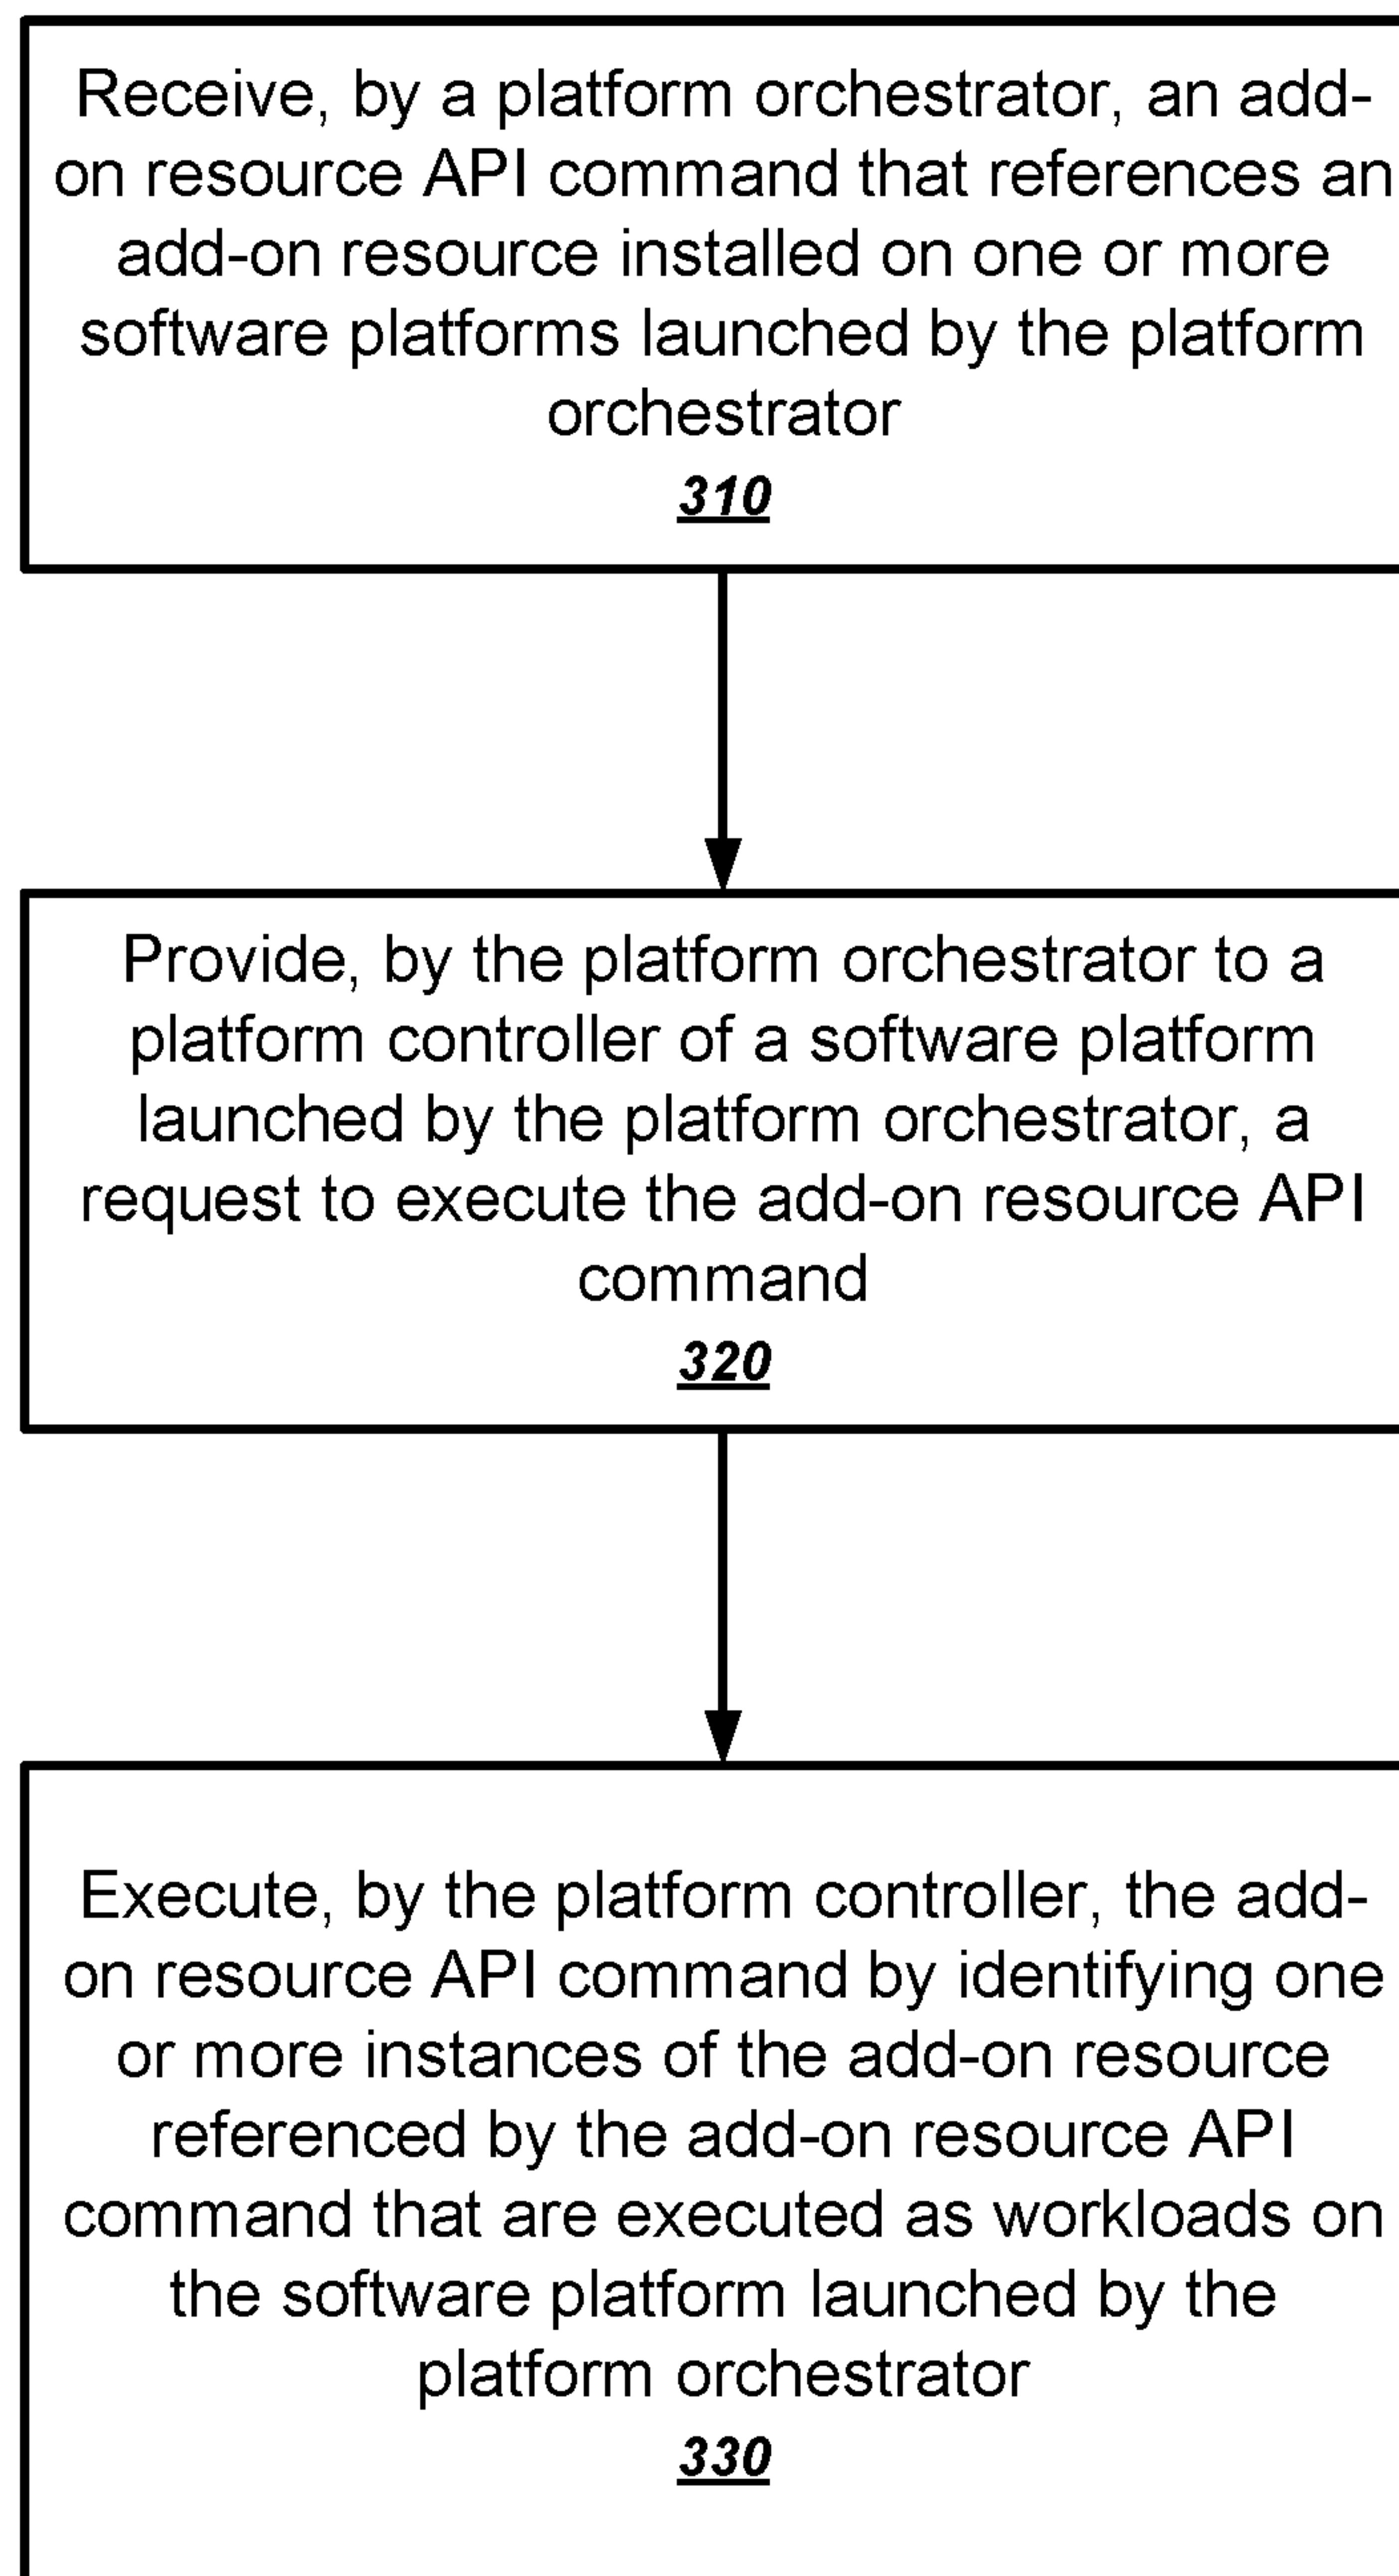 Receive, by a platform orchestrator, an add-
on resource API command that references an
add-on resource installed on one or more
software platforms launched by the platform
orchestrator
310
Provide, by the platform orchestrator to a
platform controller of a software platform
launched by the platform orchestrator, a
request to execute the add-on resource API
command
320
Execute, by the platform controller, the add-
on resource API command by identifying one
or more instances of the add-on resource
referenced by the add-on resource API
command that are executed as workloads on
the software platform launched by the
platform orchestrator
330